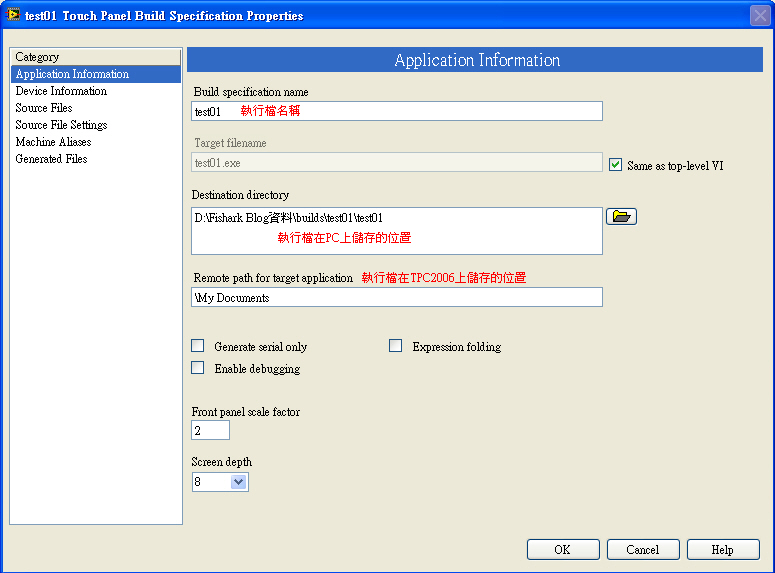 test01 Touch Panel Build Specification Properties
Category
Application Information
Device Information
Source Files
Source File Settings
Machine Aliases
Generated Files
Application Information
Build specification name
test01 執行檔名稱
Target filename
test01.exe
Same as top-level VI
Destination directory
D:\Fishark Blog資料\builds\test01\test01
執行檔在PC上儲存的位置
Remote path for target application 執行檔在TPC2006上儲存的位置
\My Documents
Generate serial only
Expression folding
Enable debugging
Front panel scale factor
2
Screen depth
8
OK
Cancel
Help